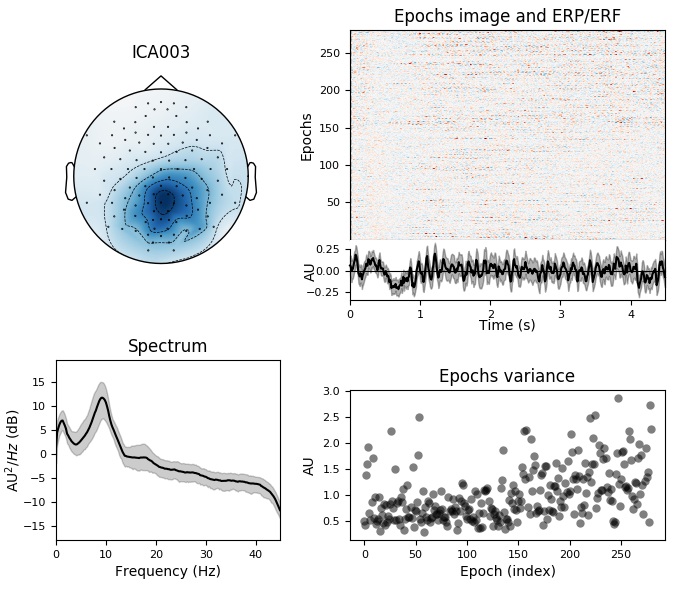 ICA003
Epochs image and ERP/ERF
Epochs
250
200
150
100
50
AU
0.25
0.00
−0.25
0 1 2 3 4
Time (s)
Spectrum
AU²/Hz (dB)
15
10
5
0
−5
−10
−15
0 10 20 30 40
Frequency (Hz)
Epochs variance
AU
3.0
2.5
2.0
1.5
1.0
0.5
0 50 100 150 200 250
Epoch (index)